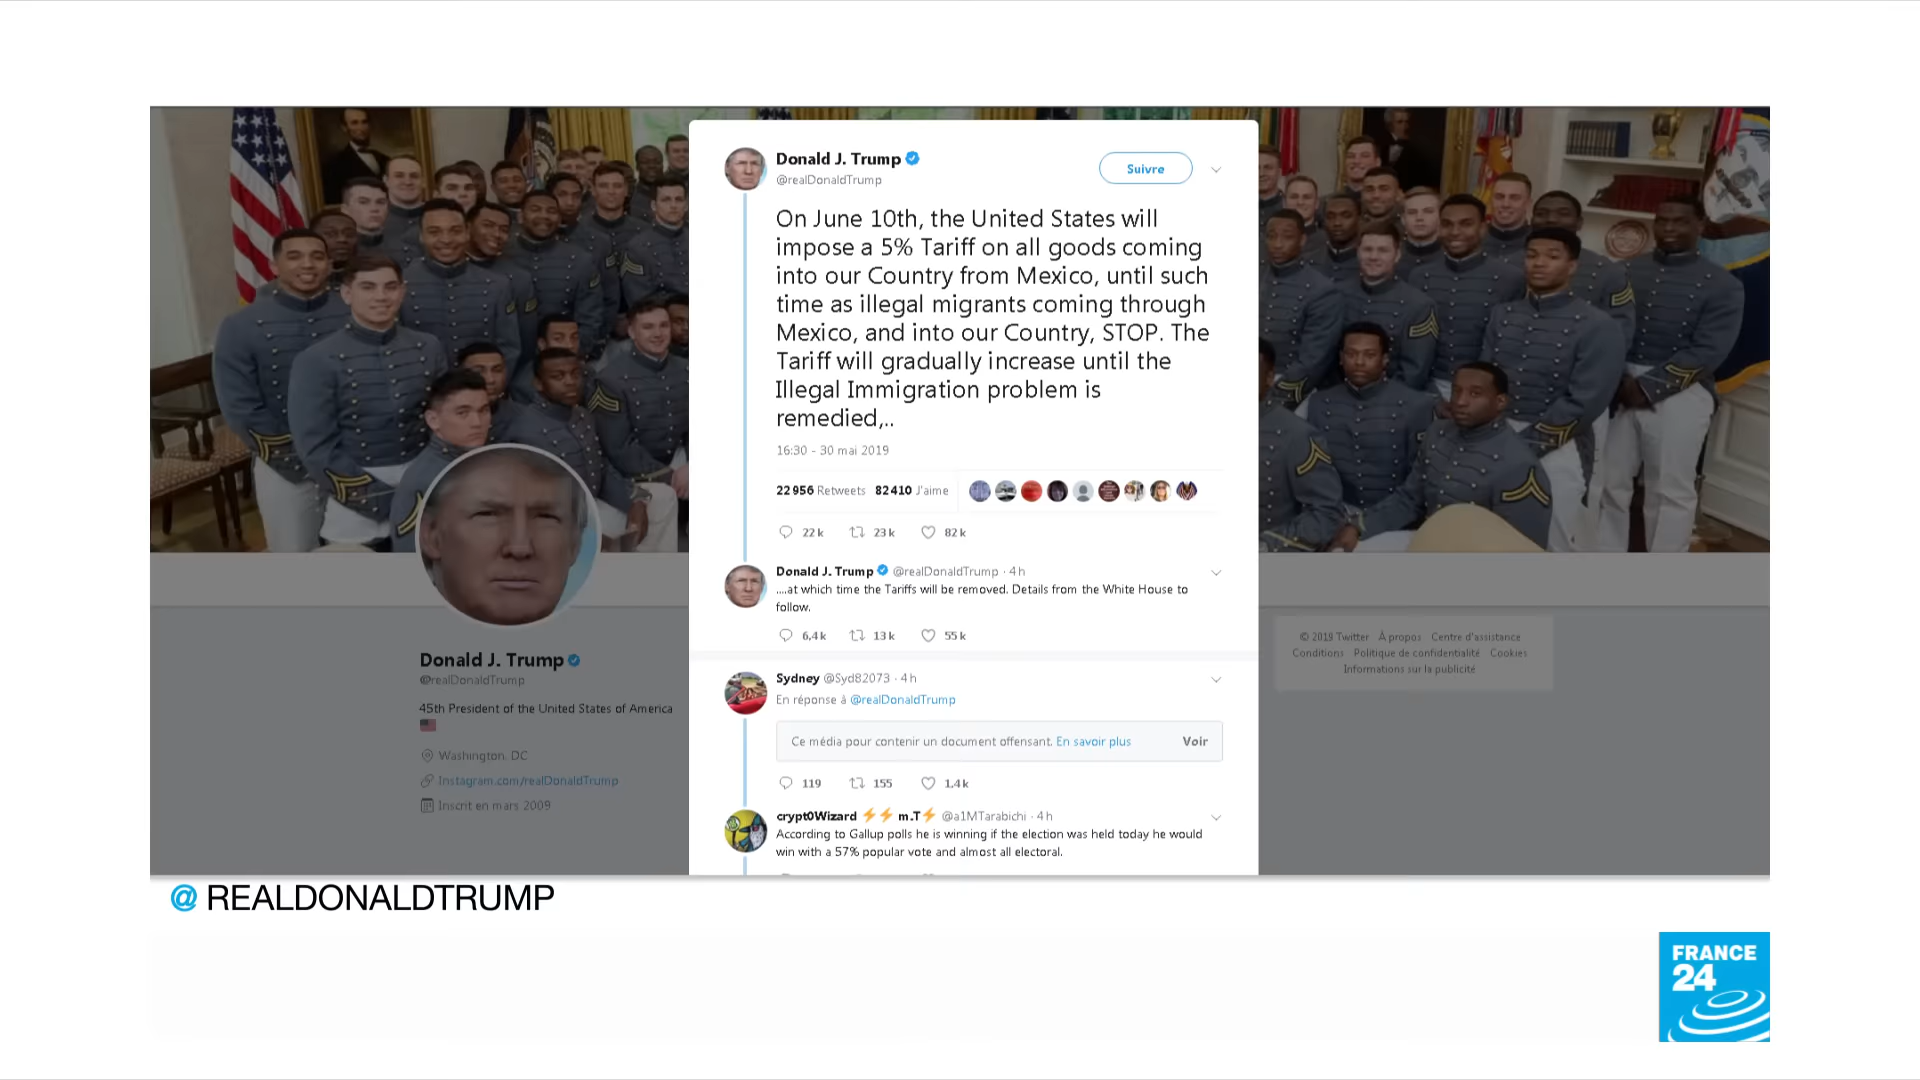 Donald J. Trump
@realDonaldTrump
Suivre
On June 10th, the United States will
impose a 5% Tariff on all goods coming
into our Country from Mexico, until such
time as illegal migrants coming through
Mexico, and into our Country, STOP. The
Tariff will gradually increase until the
Illegal Immigration problem is
remedied,..
16:30 - 30 mai 2019
22 956 Retweets 82 410 J'aime
22 k 23 k 82 k
Donald J. Trump @realDonaldTrump · 4 h
....at which time the Tariffs will be removed. Details from the White House to
follow.
6,4 k 13 k 55 k
Sydney @Syd82073 · 4 h
En réponse à @realDonaldTrump
Ce média pour contenir un document offensant. En savoir plus Voir
119 155 1,4 k
crypt0Wizard ⚡⚡ m.T⚡ @a1MTarabichi · 4 h
According to Gallup polls he is winning if the election was held today he would
win with a 57% popular vote and almost all electoral.
Donald J. Trump
@realDonaldTrump
45th President of the United States of America
Washington, DC
Instagram.com/realDonaldTrump
Inscrit en mars 2009
© 2019 Twitter À propos Centre d'assistance
Conditions Politique de confidentialité Cookies
Informations sur la publicité
@ REALDONALDTRUMP
FRANCE
24